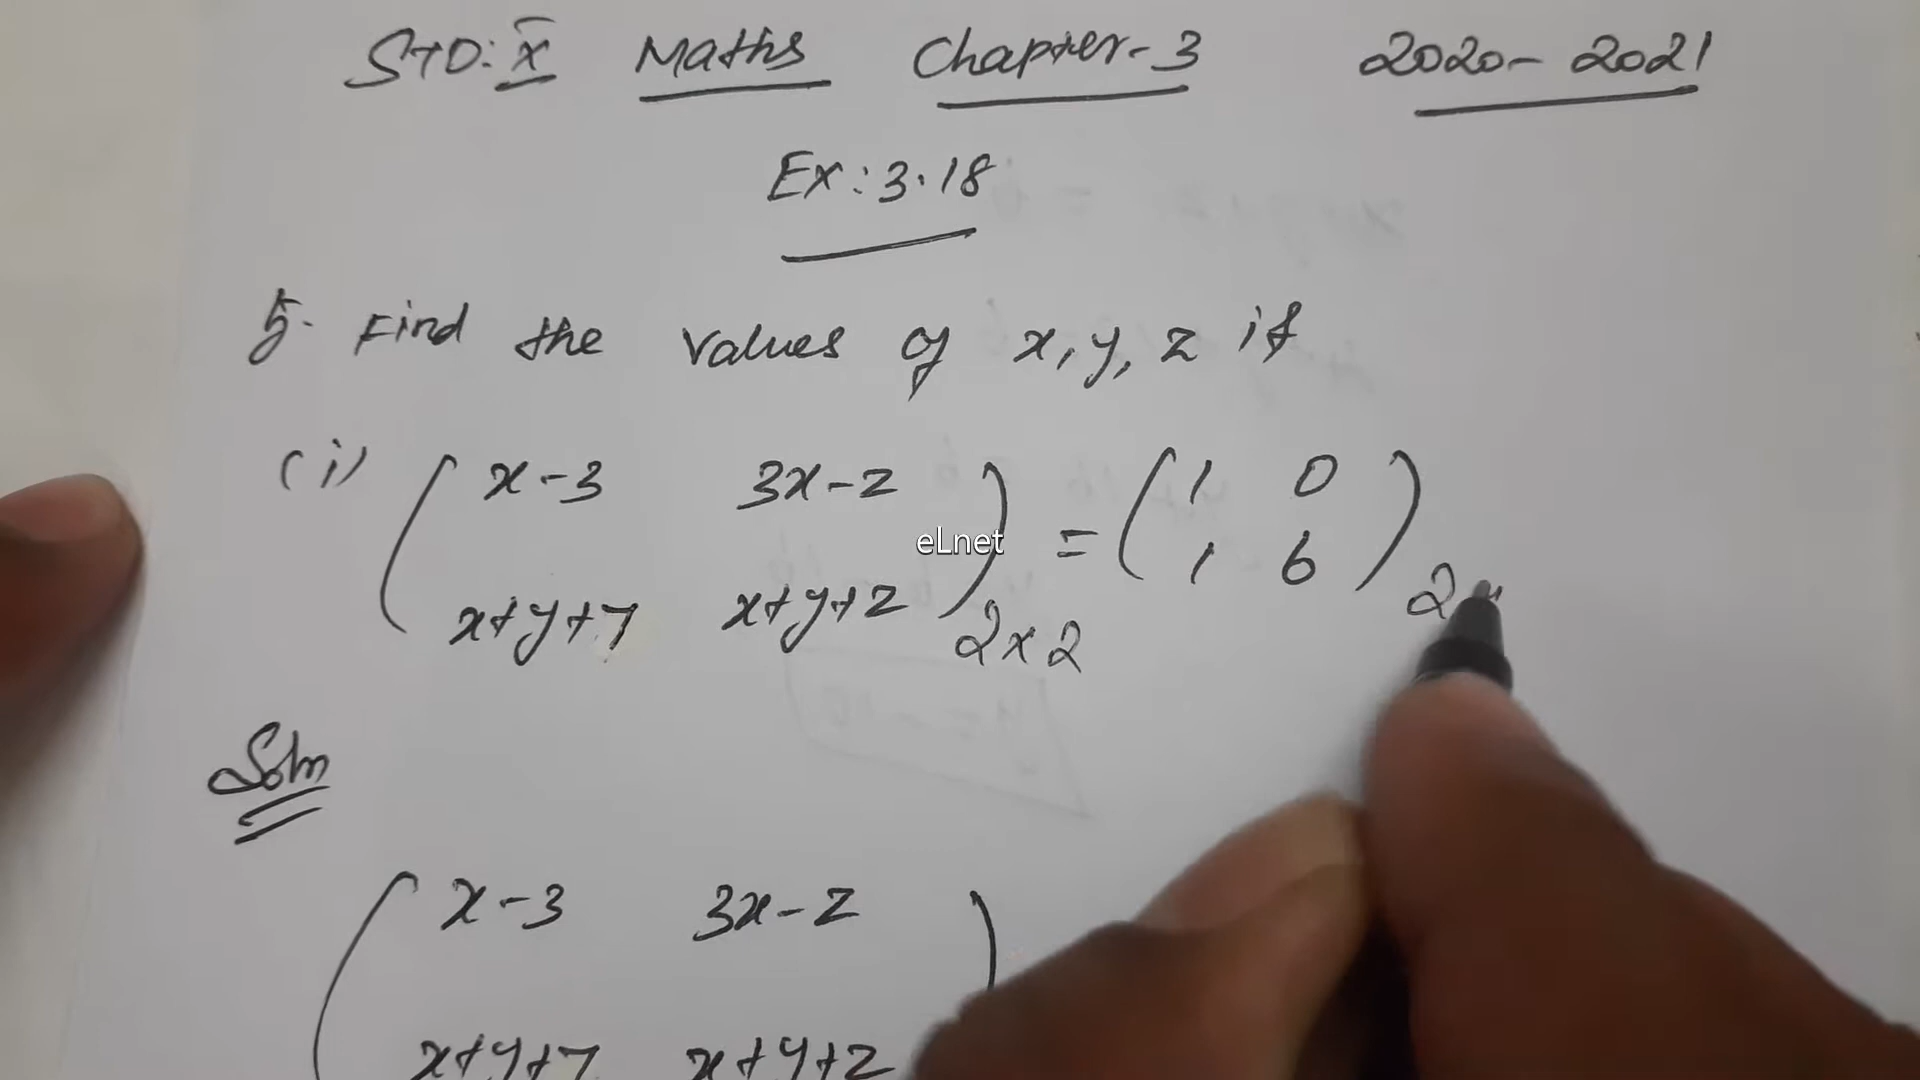 STD: X Maths Chapter-3 2020-2021
Ex: 3.18
5. Find the values of x, y, z if
(i) ( x-3 3x-z ) = ( 1 0 )
( x+y+7 x+y+z ) 2x2 ( 1 6 ) 2x
eLnet
Soln
( x-3 3x-z )
x+y+7 x+y+z